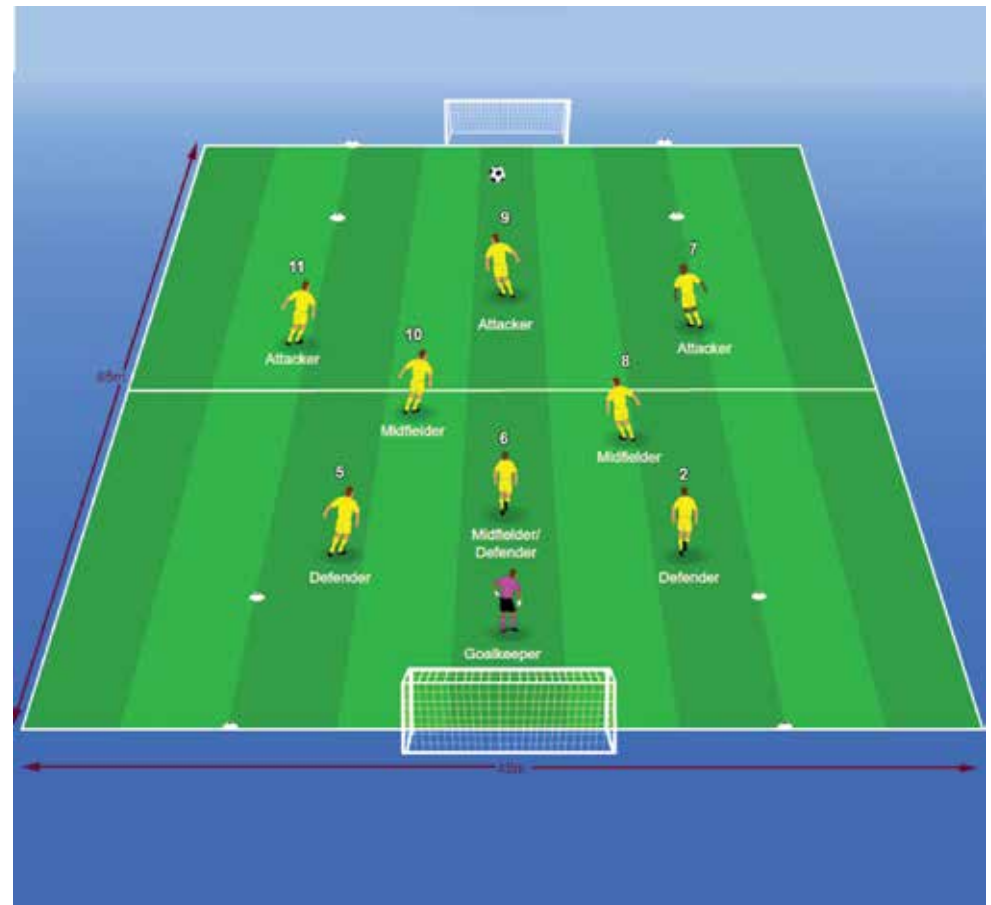 9
7
11
Attacker
Attacker
Attacker
10
8
Midfielder
Midfielder
6
5
2
Midfielder/
Defender
Defender
Defender
Goalkeeper